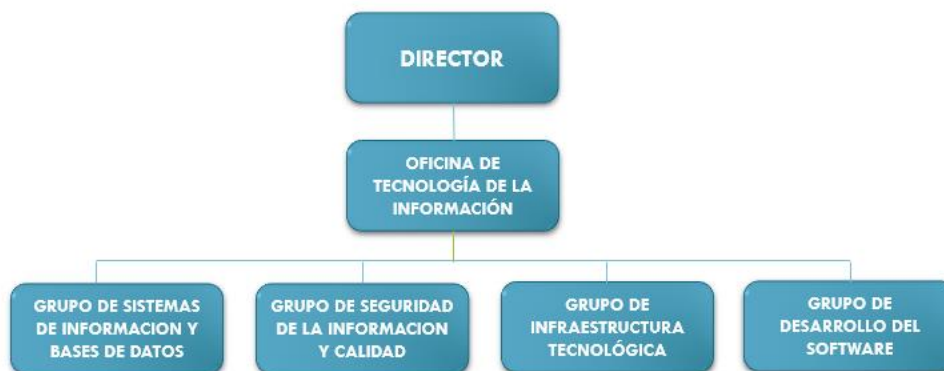 DIRECTOR
OFICINA DE
TECNOLOGÍA DE LA
INFORMACIÓN
GRUPO DE SISTEMAS
DE INFORMACION Y
BASES DE DATOS
GRUPO DE SEGURIDAD
DE LA INFORMACION
Y CALIDAD
GRUPO DE
INFRAESTRUCTURA
TECNOLÓGICA
GRUPO DE
DESARROLLO DEL
SOFTWARE